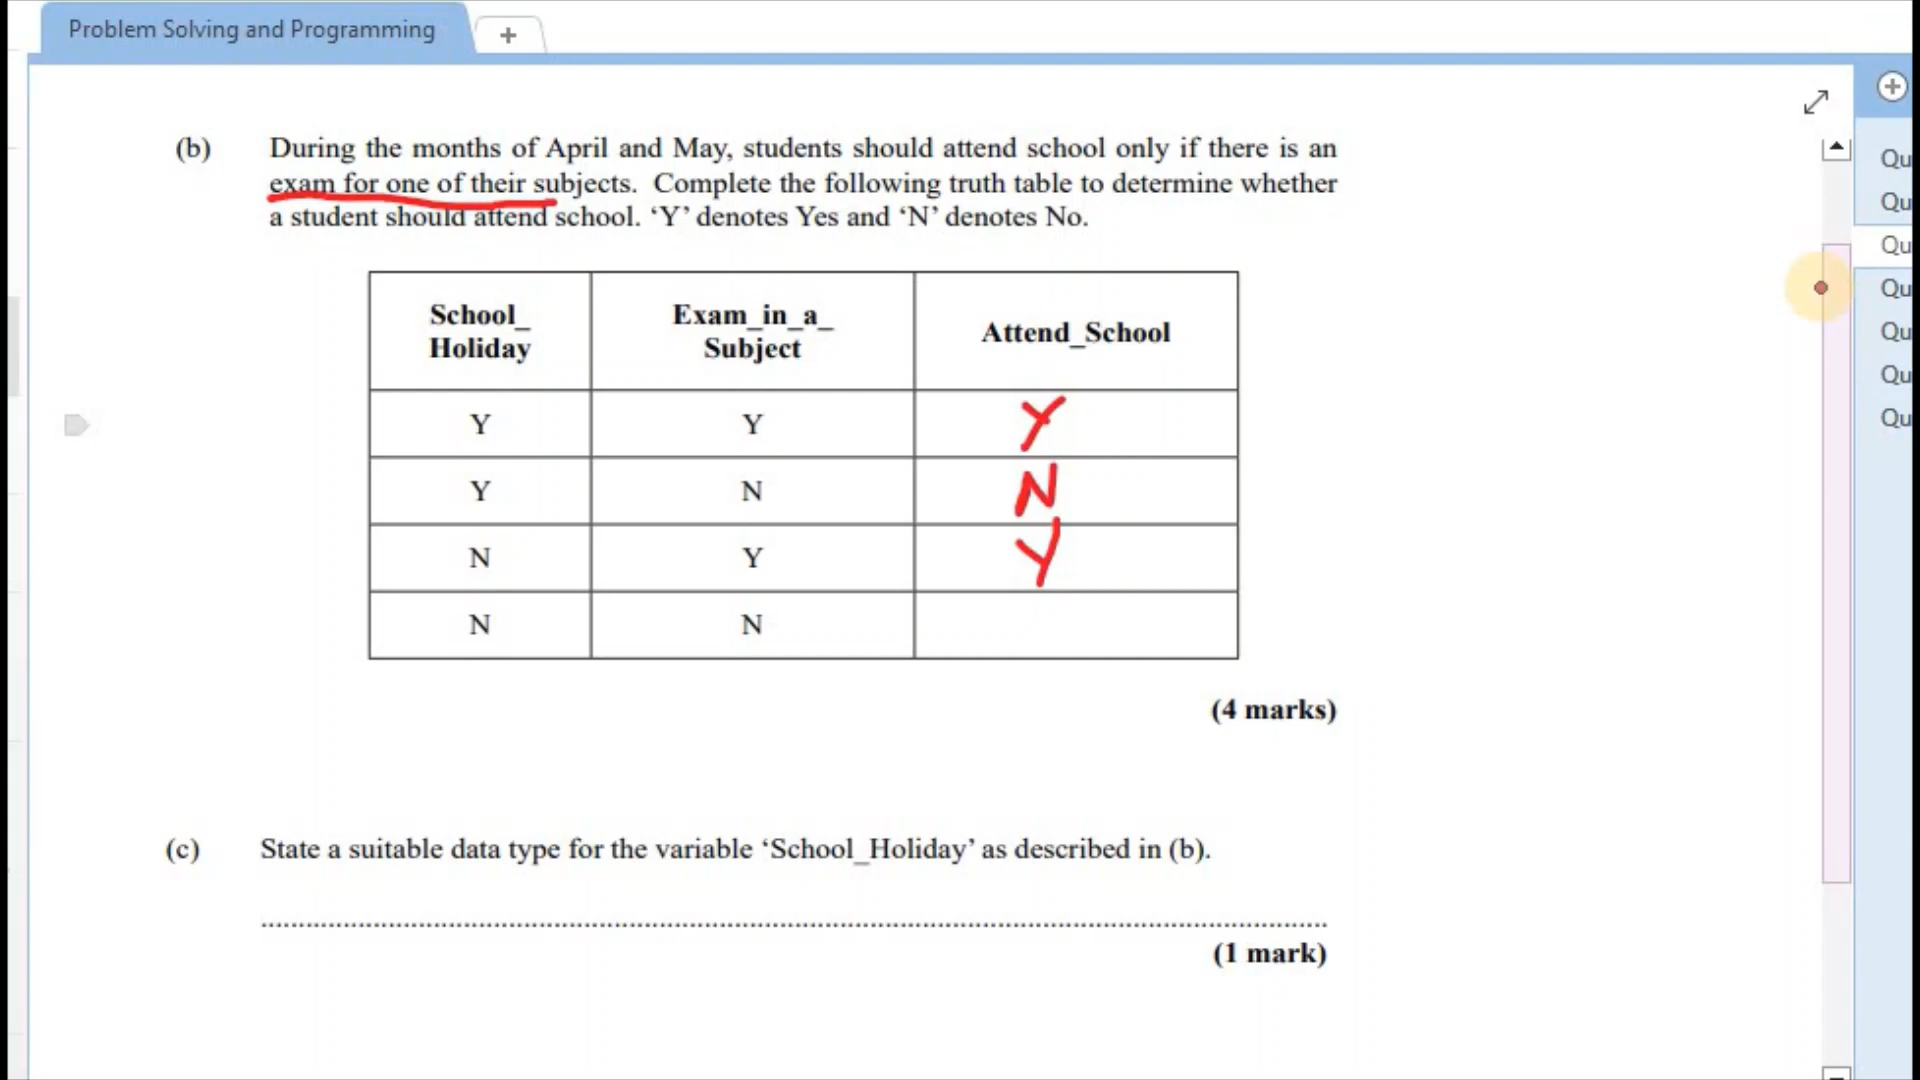 Problem Solving and Programming
+
(b) During the months of April and May, students should attend school only if there is an
exam for one of their subjects. Complete the following truth table to determine whether
a student should attend school. ‘Y’ denotes Yes and ‘N’ denotes No.
School_ Exam_in_a_ Attend_School
Holiday Subject
Y Y Y
Y N N
N Y Y
N N
(4 marks)
(c) State a suitable data type for the variable ‘School_Holiday’ as described in (b).
(1 mark)
Qu
Qu
Qu
Qu
Qu
Qu
Qu